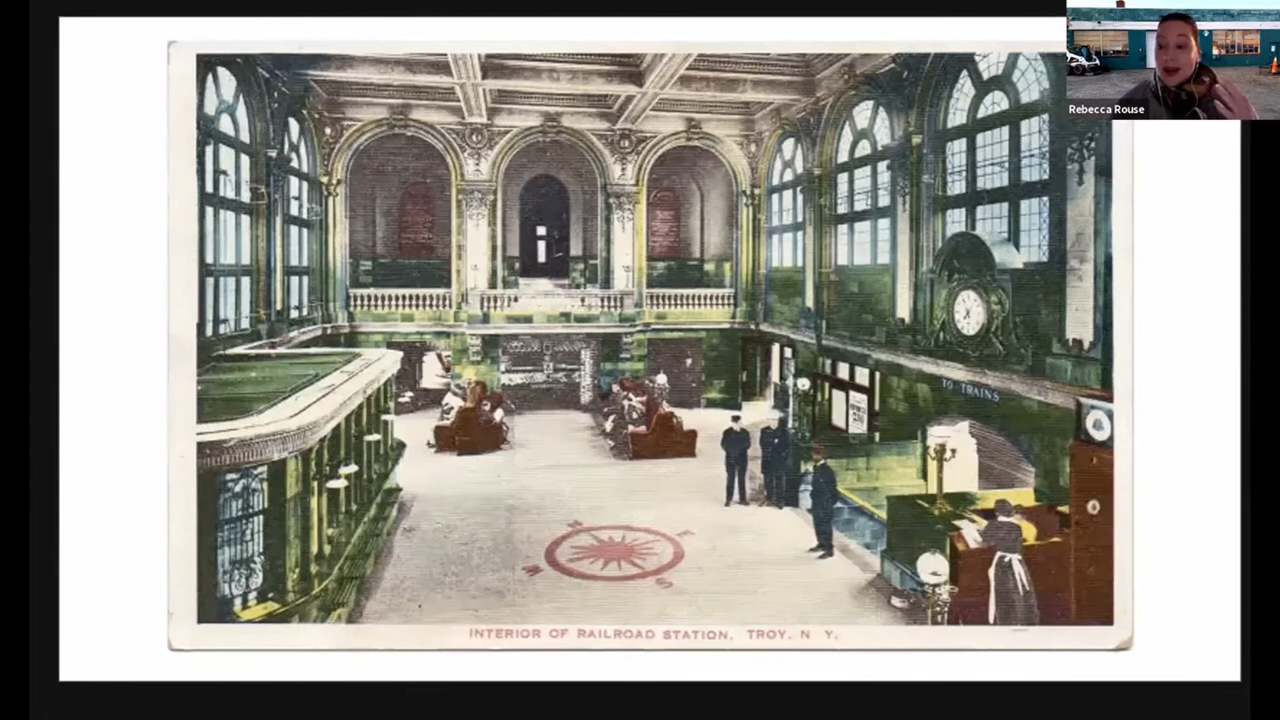 Rebecca Rouse
TO TRAINS
N
E
W
S
INTERIOR OF RAILROAD STATION, TROY, N. Y.